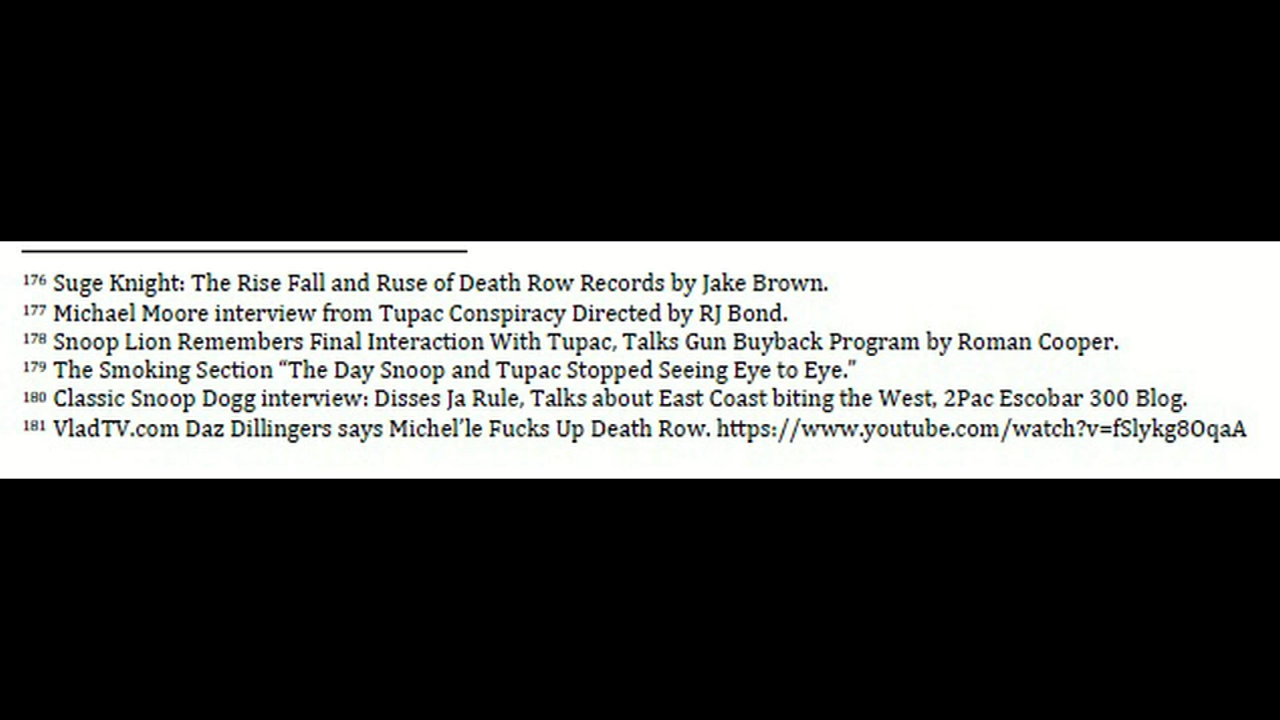 176 Suge Knight: The Rise Fall and Ruse of Death Row Records by Jake Brown.
177 Michael Moore interview from Tupac Conspiracy Directed by RJ Bond.
178 Snoop Lion Remembers Final Interaction With Tupac, Talks Gun Buyback Program by Roman Cooper.
179 The Smoking Section “The Day Snoop and Tupac Stopped Seeing Eye to Eye.”
180 Classic Snoop Dogg interview: Disses Ja Rule, Talks about East Coast biting the West, 2Pac Escobar 300 Blog.
181 VladTV.com Daz Dillingers says Michel’le Fucks Up Death Row. https://www.youtube.com/watch?v=fSlykg8OqaA